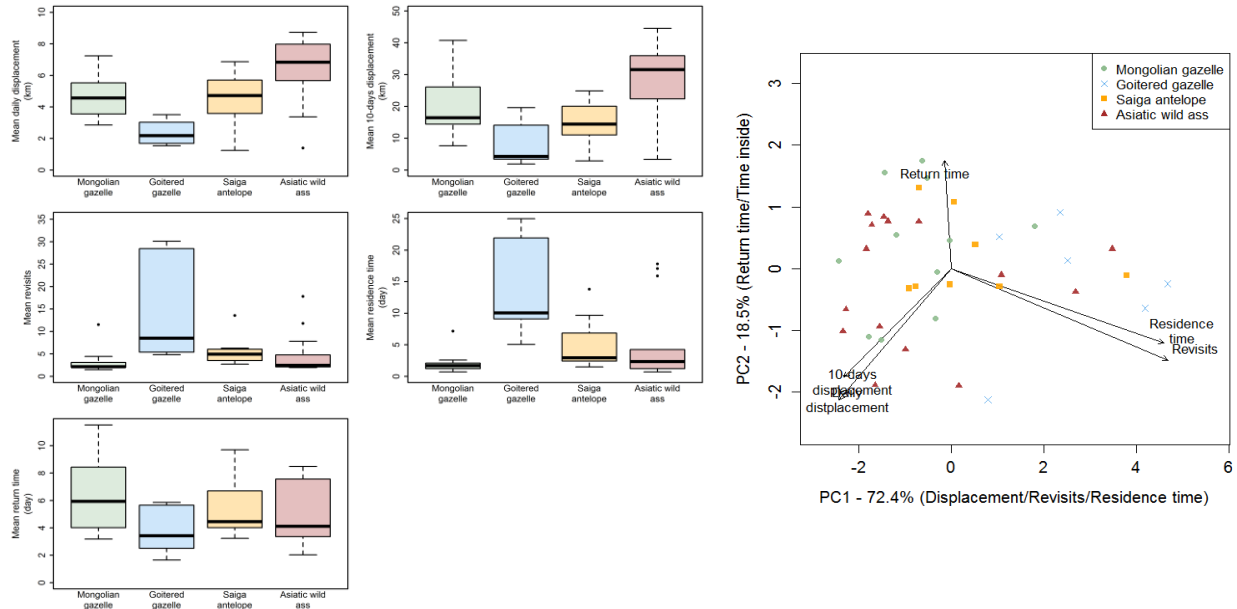 Mean daily displacement
(km)
0
2
4
6
8
10
Mongolian
gazelle
Goitered
gazelle
Saiga
antelope
Asiatic wild
ass
Mean 10-days displacement
(km)
0
10
20
30
40
50
Mongolian
gazelle
Goitered
gazelle
Saiga
antelope
Asiatic wild
ass
Mean revisits
0
5
10
15
20
25
30
35
Mongolian
gazelle
Goitered
gazelle
Saiga
antelope
Asiatic wild
ass
Mean residence time
(day)
0
5
10
15
20
25
Mongolian
gazelle
Goitered
gazelle
Saiga
antelope
Asiatic wild
ass
Mean return time
(day)
0
2
4
6
8
10
Mongolian
gazelle
Goitered
gazelle
Saiga
antelope
Asiatic wild
ass
PC2 - 18.5% (Return time/Time inside)
-2
-1
0
1
2
3
Mongolian gazelle
Goitered gazelle
Saiga antelope
Asiatic wild ass
Return time
Residence
time
Revisits
10-days
displacement
Daily
distplacement
-2
0
2
4
6
PC1 - 72.4% (Displacement/Revisits/Residence time)